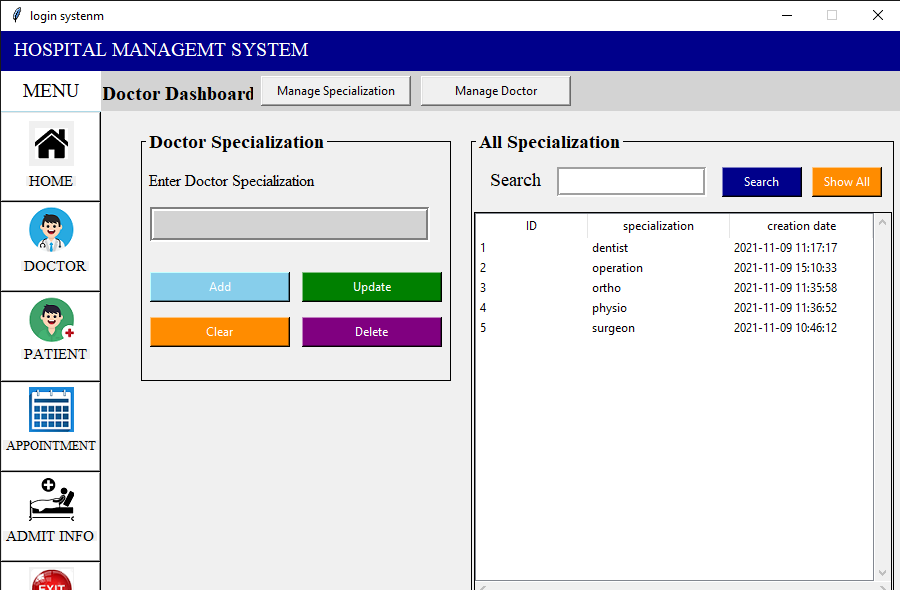 login systenm
HOSPITAL MANAGEMT SYSTEM
MENU
Doctor Dashboard
Manage Specialization
Manage Doctor
HOME
DOCTOR
PATIENT
APPOINTMENT
ADMIT INFO
EXIT
Doctor Specialization
Enter Doctor Specialization
Add
Update
Clear
Delete
All Specialization
Search
Search
Show All
ID specialization creation date
1 dentist 2021-11-09 11:17:17
2 operation 2021-11-09 15:10:33
3 ortho 2021-11-09 11:35:58
4 physio 2021-11-09 11:36:52
5 surgeon 2021-11-09 10:46:12